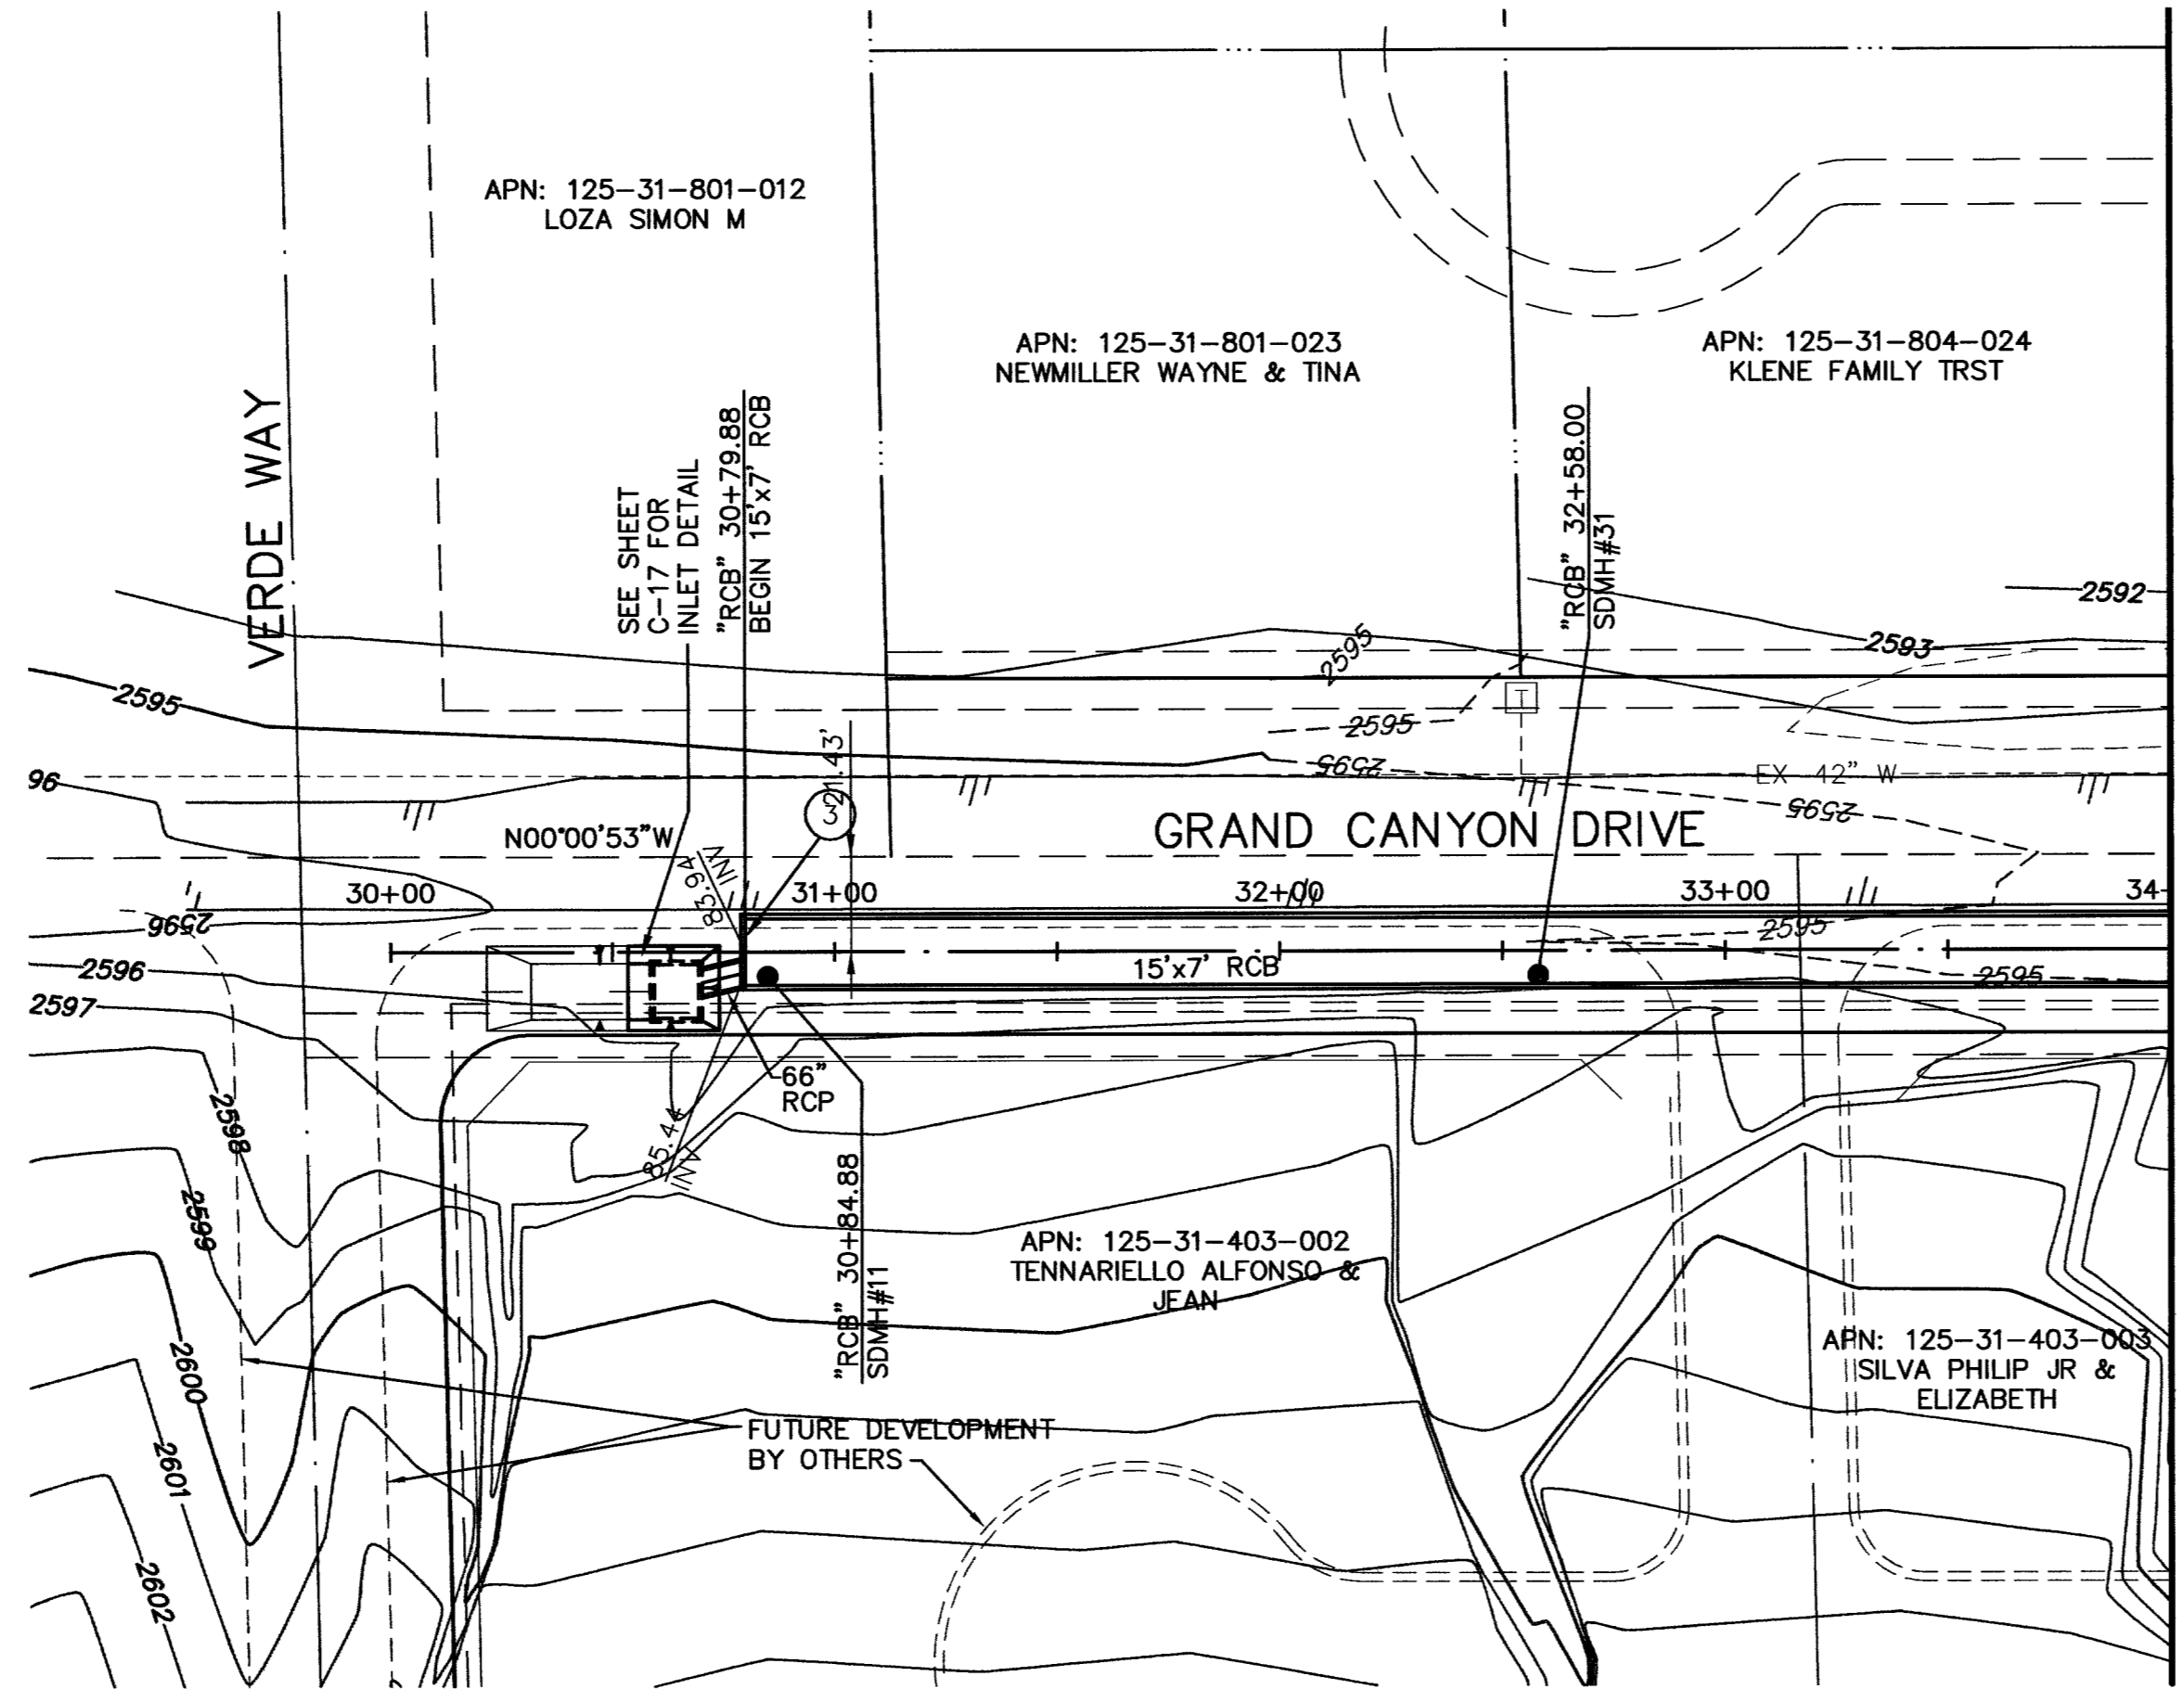 APN: 125-31-801-012
LOZA SIMON M
APN: 125-31-801-023
NEWMILLER WAYNE & TINA
APN: 125-31-804-024
KLENE FAMILY TRST
VERDE WAY
SEE SHEET
C-17 FOR
INLET DETAIL
"RCB" 30+79.88
BEGIN 15'x7' RCB
"RCB" 32+58.00
SDMH#31
2592
2593
2595
2595
2595
2595
T
96
EX 42" W
2595
21.43'
3
GRAND CANYON DRIVE
N00°00'53"W
83.94
INV
30+00
31+00
32+00
33+00
34
2596
2595
2596
15'x7' RCB
2595
2597
66"
RCP
85.44
INV
2598
"RCB" 30+84.88
SDMH#11
2599
APN: 125-31-403-002
TENNARIELLO ALFONSO &
JEAN
APN: 125-31-403-003
SILVA PHILIP JR &
ELIZABETH
2600
FUTURE DEVELOPMENT
BY OTHERS
2601
2602